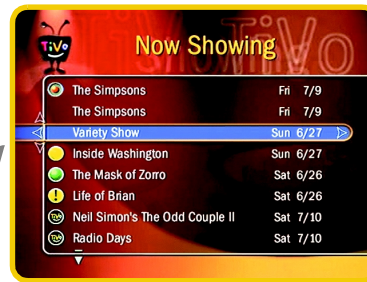 TiVo
Now Showing
The Simpsons Fri 7/9
The Simpsons Fri 7/9
Variety Show Sun 6/27
Inside Washington Sun 6/27
The Mask of Zorro Sat 6/26
Life of Brian Sat 6/26
TiVo Neil Simon's The Odd Couple II Sat 7/10
TiVo Radio Days Sat 7/10